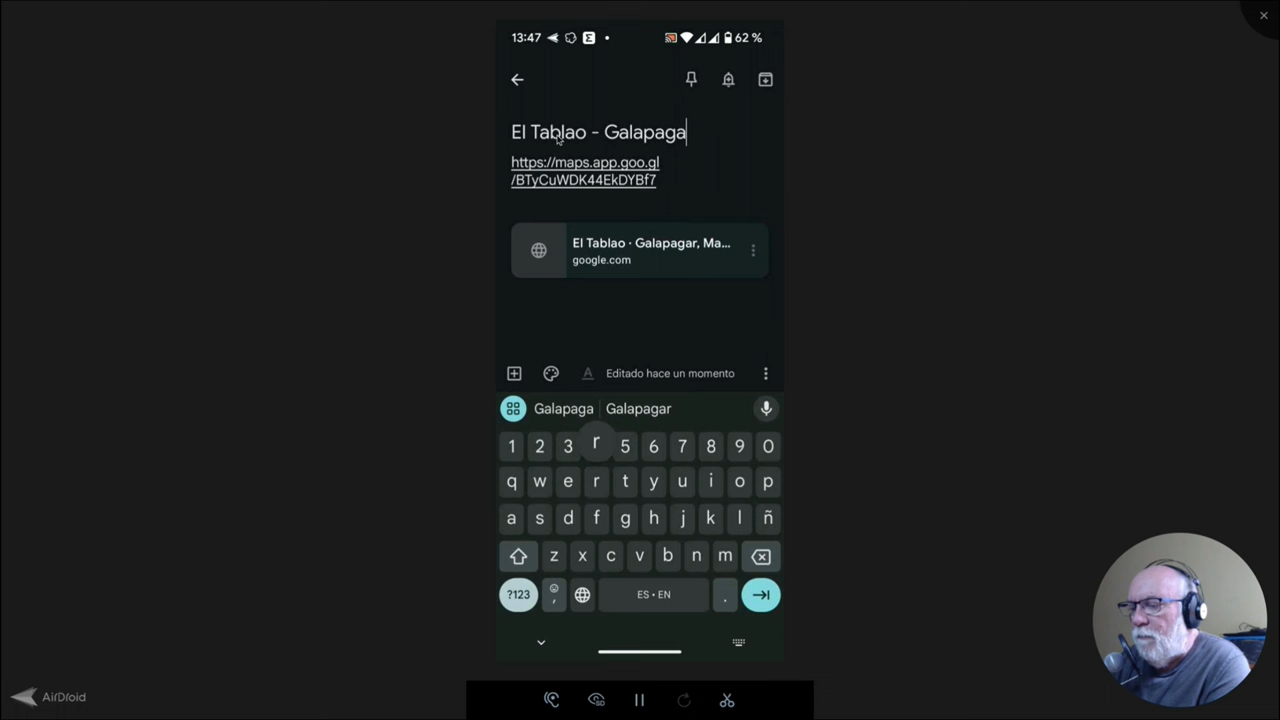 13:47
62 %
El Tablao - Galapaga
https://maps.app.goo.gl
/BTyCuWDK44EkDYBf7
El Tablao · Galapagar, Ma...
google.com
Editado hace un momento
Galapaga
Galapagar
1 2 3 r 5 6 7 8 9 0
q w e r t y u i o p
a s d f g h j k l ñ
z x c v b n m
?123 , ES • EN .
AirDroid